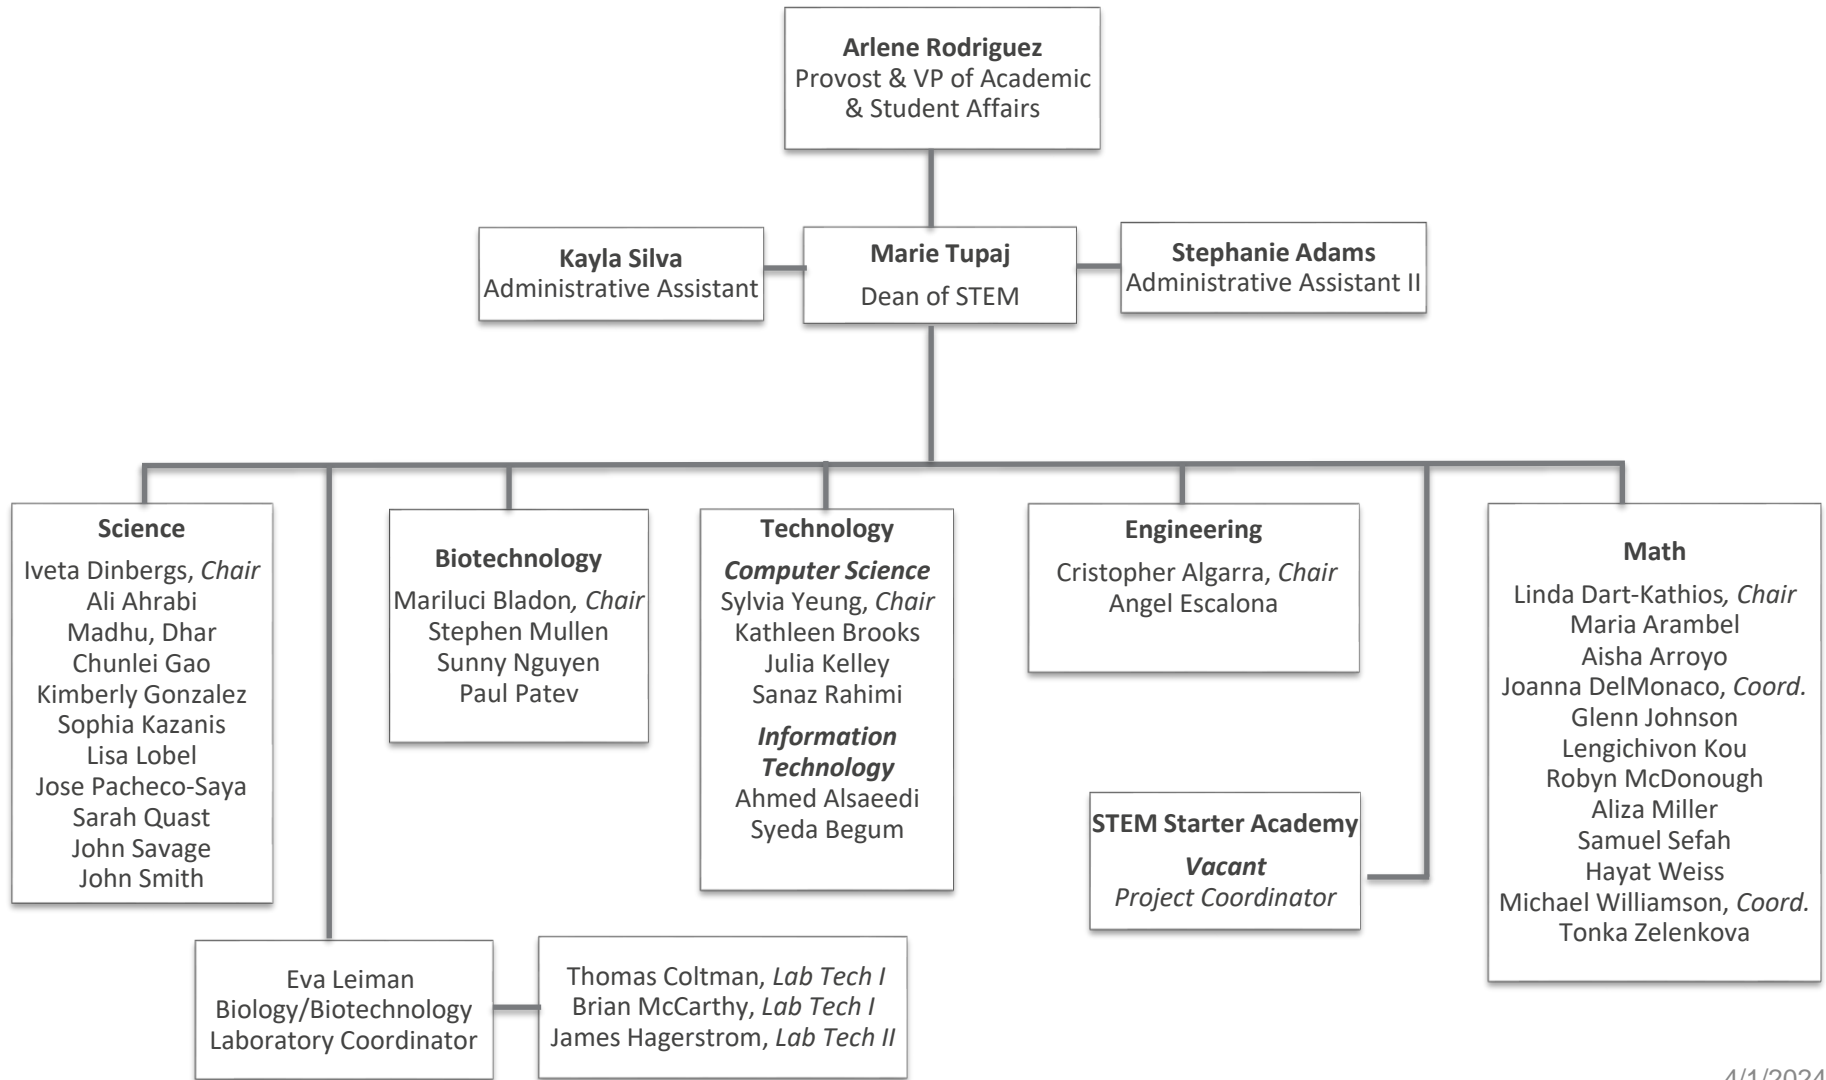 Arlene Rodriguez
Provost & VP of Academic
& Student Affairs
Kayla Silva
Administrative Assistant
Marie Tupaj
Dean of STEM
Stephanie Adams
Administrative Assistant II
Science
Iveta Dinbergs, Chair
Ali Ahrabi
Madhu, Dhar
Chunlei Gao
Kimberly Gonzalez
Sophia Kazanis
Lisa Lobel
Jose Pacheco-Saya
Sarah Quast
John Savage
John Smith
Biotechnology
Mariluci Bladon, Chair
Stephen Mullen
Sunny Nguyen
Paul Patev
Technology
Computer Science
Sylvia Yeung, Chair
Kathleen Brooks
Julia Kelley
Sanaz Rahimi
Information
Technology
Ahmed Alsaeedi
Syeda Begum
Engineering
Cristopher Algarra, Chair
Angel Escalona
STEM Starter Academy
Vacant
Project Coordinator
Math
Linda Dart-Kathios, Chair
Maria Arambel
Aisha Arroyo
Joanna DelMonaco, Coord.
Glenn Johnson
Lengichivon Kou
Robyn McDonough
Aliza Miller
Samuel Sefah
Hayat Weiss
Michael Williamson, Coord.
Tonka Zelenkova
Eva Leiman
Biology/Biotechnology
Laboratory Coordinator
Thomas Coltman, Lab Tech I
Brian McCarthy, Lab Tech I
James Hagerstrom, Lab Tech II
4/1/2024